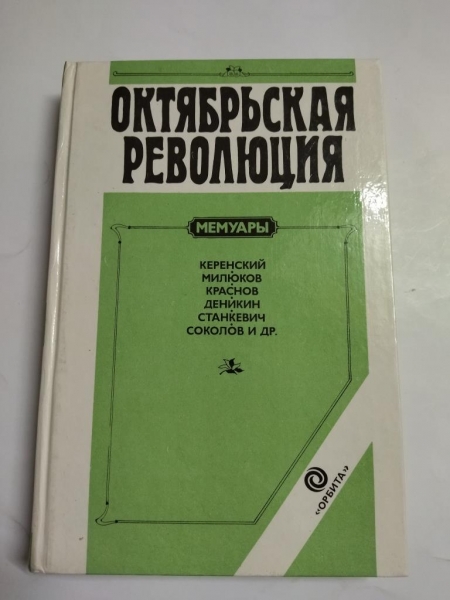 ОКТЯБРЬСКАЯ
РЕВОЛЮЦИЯ
МЕМУАРЫ
КЕРЕНСКИЙ
МИЛЮКОВ
КРАСНОВ
ДЕНИКИН
СТАНКЕВИЧ
СОКОЛОВ И ДР.
«ОРБИТА»